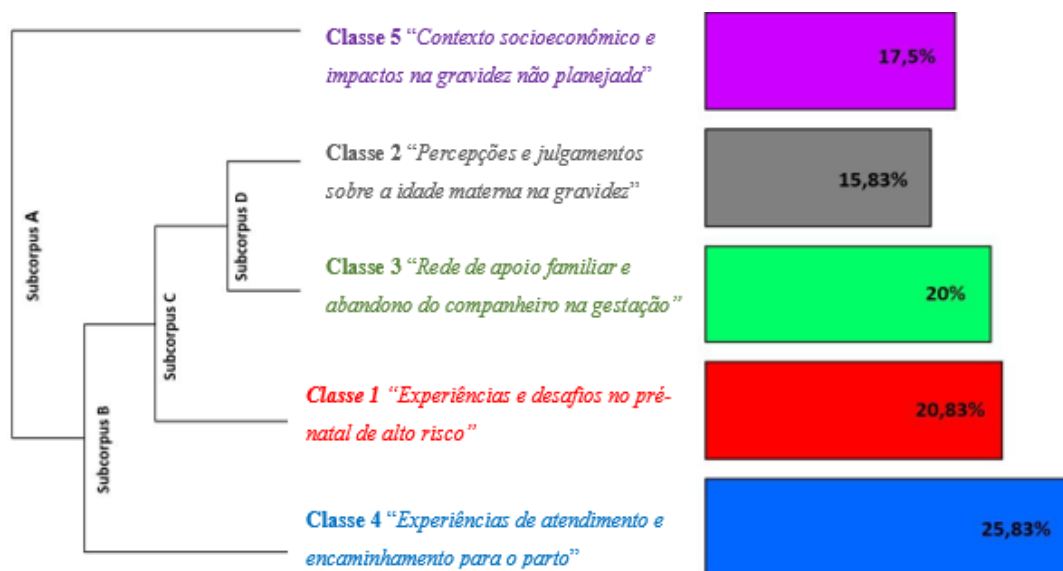 Classe 5 “Contexto socioeconômico e
impactos na gravidez não planejada”
17,5%
Classe 2 “Percepções e julgamentos
sobre a idade materna na gravidez”
15,83%
Classe 3 “Rede de apoio familiar e
abandono do companheiro na gestação”
20%
Classe 1 “Experiências e desafios no pré-
natal de alto risco”
20,83%
Classe 4 “Experiências de atendimento e
encaminhamento para o parto”
25,83%
Subcorpus A
Subcorpus B
Subcorpus C
Subcorpus D